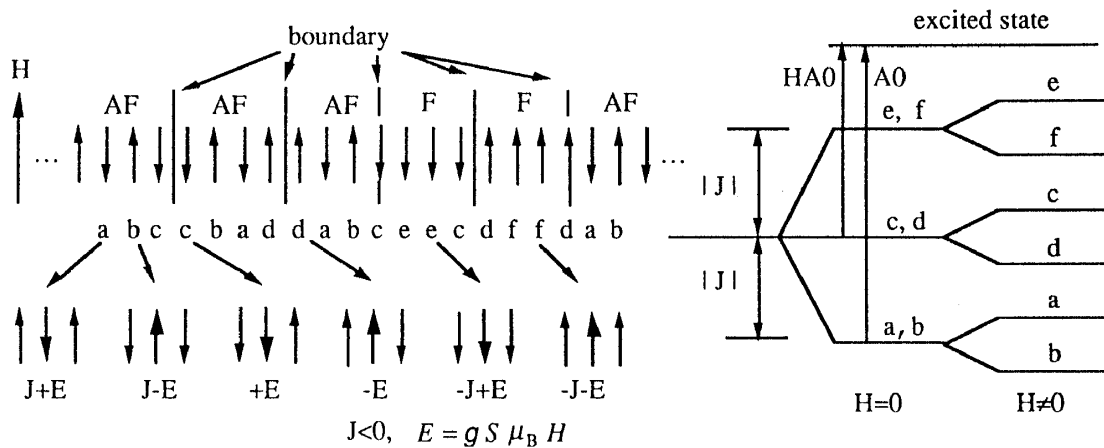 boundary
H
AF AF AF F F AF
... ...
a b c c b a d d a b c e e c d f f d a b
J+E J-E +E -E -J+E -J-E
J<0, E = g S μB H
excited state
HA0 A0
e, f e
f
|J|
c, d c
d
|J|
a, b a
b
H=0 H≠0